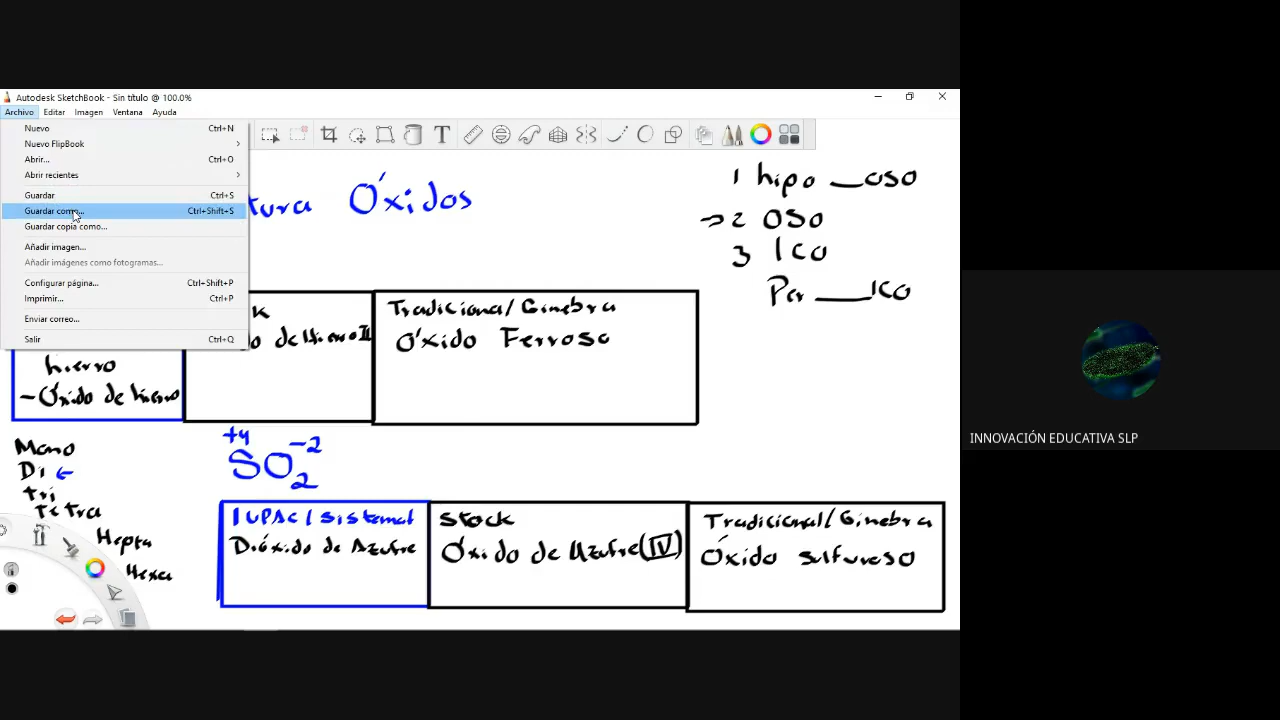 Autodesk SketchBook - Sin título @ 100.0%
Archivo Editar Imagen Ventana Ayuda
Nuevo Ctrl+N
Nuevo FlipBook
Abrir... Ctrl+O
Abrir recientes
Guardar Ctrl+S
Guardar como... Ctrl+Shift+S
Guardar copia como...
Añadir imagen...
Añadir imágenes como fotogramas...
Configurar página... Ctrl+Shift+P
Imprimir... Ctrl+P
Enviar correo...
Salir Ctrl+Q
tura Óxidos
1 hipo __oso
→2 oso
3 ICO
Per ___ICO
k
o de Hierro II
Tradicional/Ginebra
Óxido Ferroso
hierro
- Óxido de hierro
Mono
Di ←
tri
Tetra
Hepta
Hexa
+4 -2
SO2
IUPAC/Sistemat
Dióxido de Azufre
Stock
Óxido de Azufre(IV)
Tradicional/Ginebra
Óxido sulfuroso
INNOVACIÓN EDUCATIVA SLP